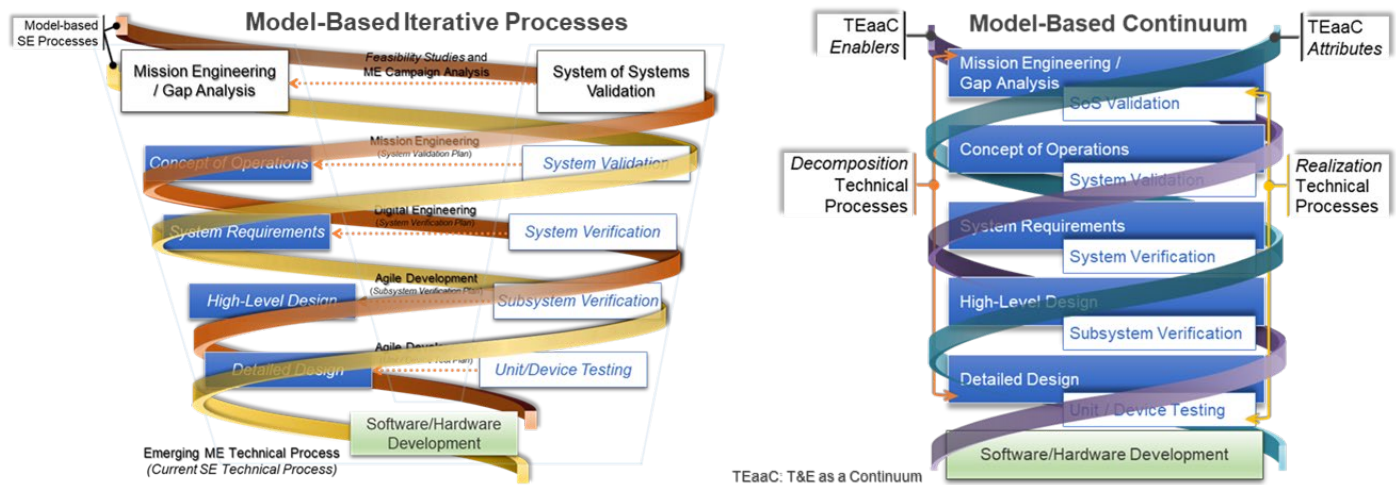 Model-Based Iterative Processes
Model-based
SE Processes
Mission Engineering
/ Gap Analysis
Feasibility Studies and
ME Campaign Analysis
System of Systems
Validation
Concept of Operations
Mission Engineering
(System Validation Plan)
System Validation
System Requirements
Digital Engineering
(System Verification Plan)
System Verification
High-Level Design
Agile Development
(Subsystem Verification Plan)
Subsystem Verification
Detailed Design
Agile
Test Plan)
Unit/Device Testing
Software/Hardware
Development
Emerging ME Technical Process
(Current SE Technical Process)
Model-Based Continuum
TEaaC
Enablers
TEaaC
Attributes
Mission Engineering /
Gap Analysis
SoS Validation
Concept of Operations
System Validation
Decomposition
Technical
Processes
Realization
Technical
Processes
System Requirements
System Verification
High-Level Design
Subsystem Verification
Detailed Design
Unit / Device Testing
Software/Hardware Development
TEaaC: T&E as a Continuum